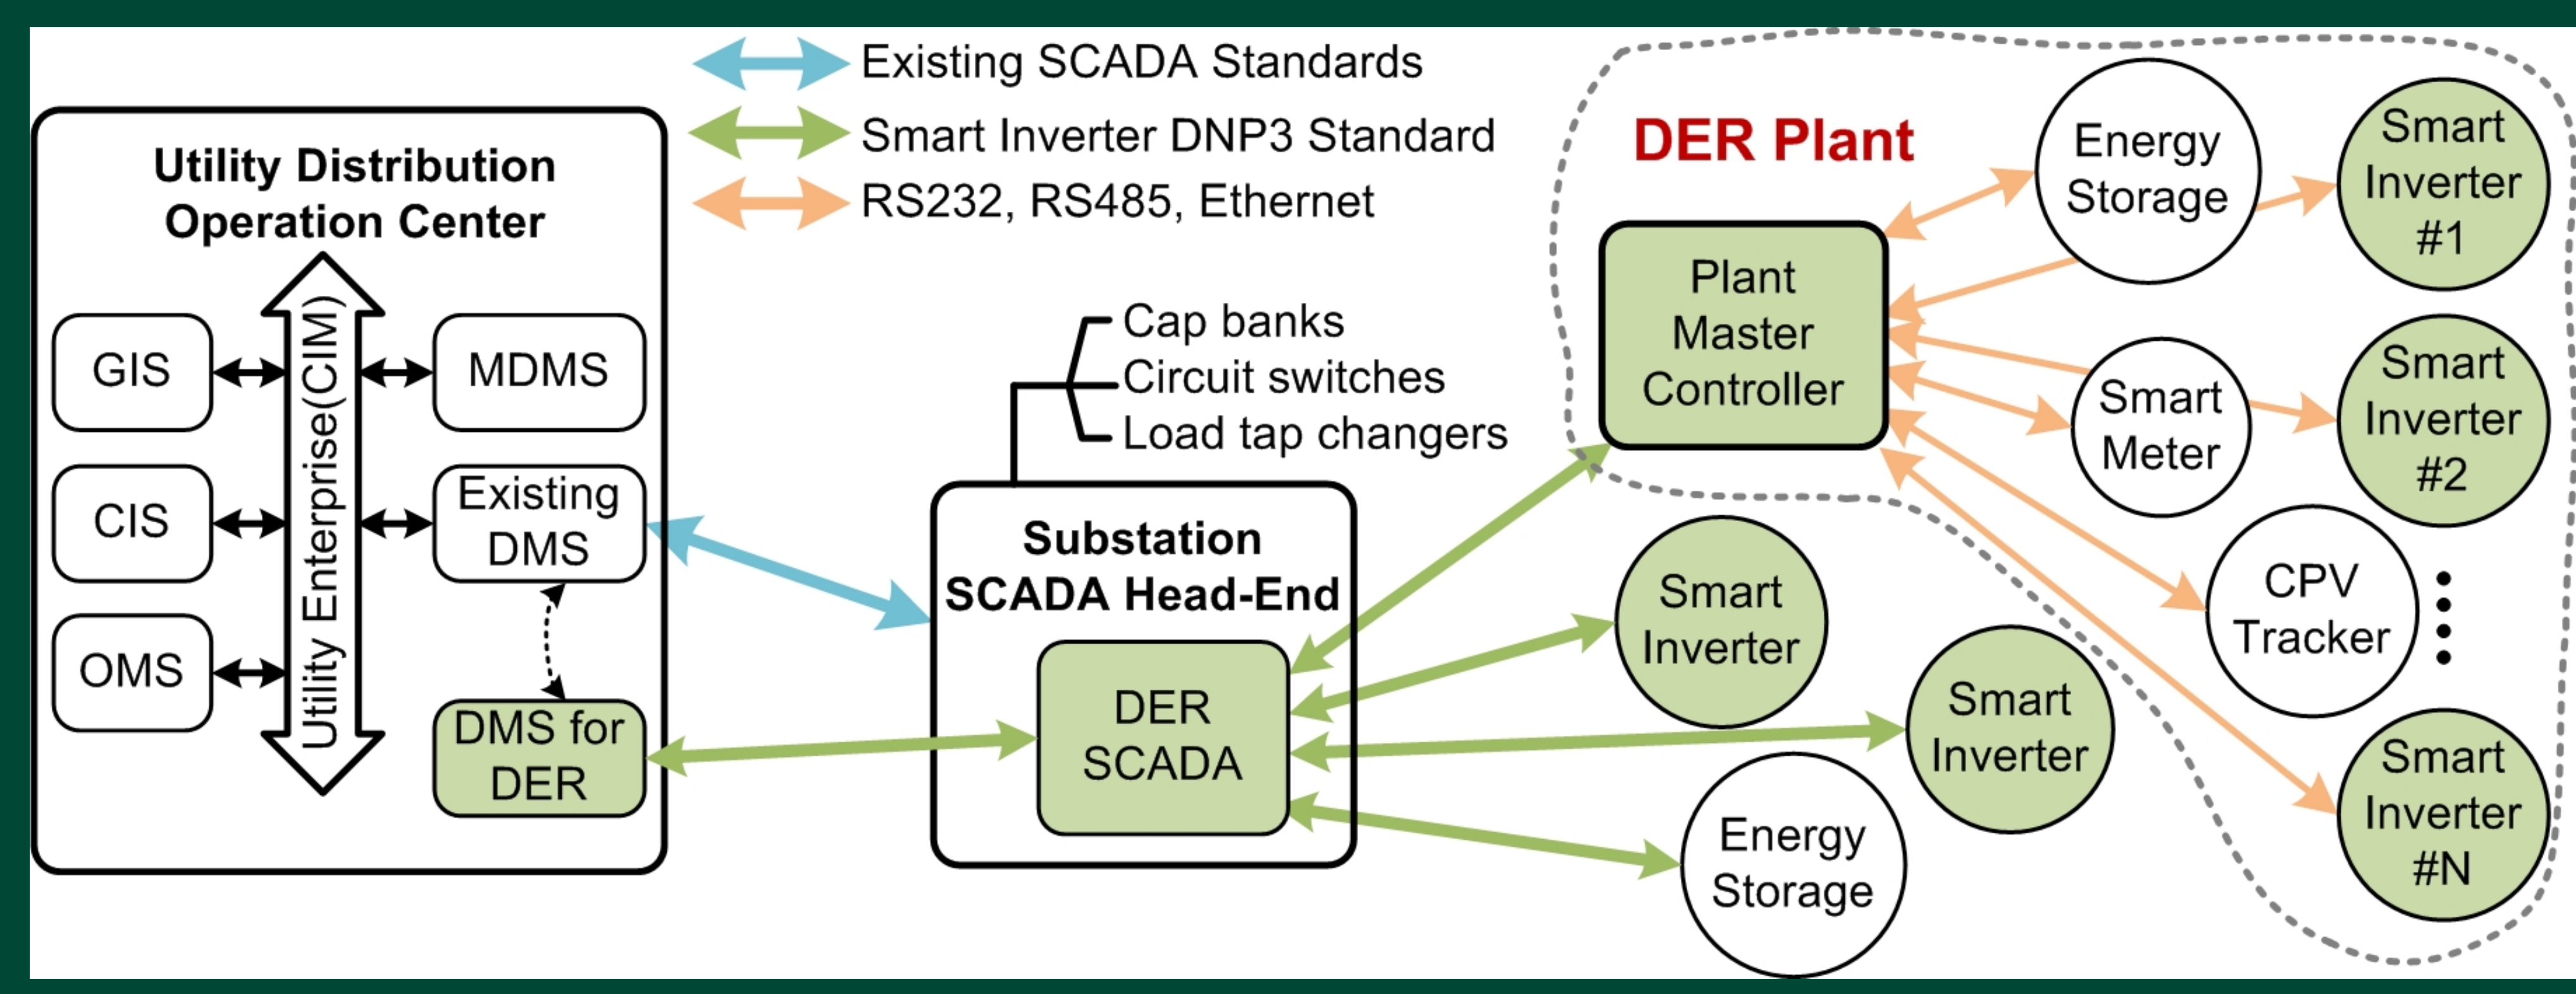 Existing SCADA Standards
Smart Inverter DNP3 Standard
RS232, RS485, Ethernet
Utility Distribution
Operation Center
GIS
CIS
OMS
Utility Enterprise(CIM)
MDMS
Existing
DMS
DMS for
DER
Cap banks
Circuit switches
Load tap changers
Substation
SCADA Head-End
DER
SCADA
DER Plant
Plant
Master
Controller
Energy
Storage
Smart
Inverter
#1
Smart
Meter
Smart
Inverter
#2
CPV
Tracker
Smart
Inverter
#N
Smart
Inverter
Smart
Inverter
Energy
Storage